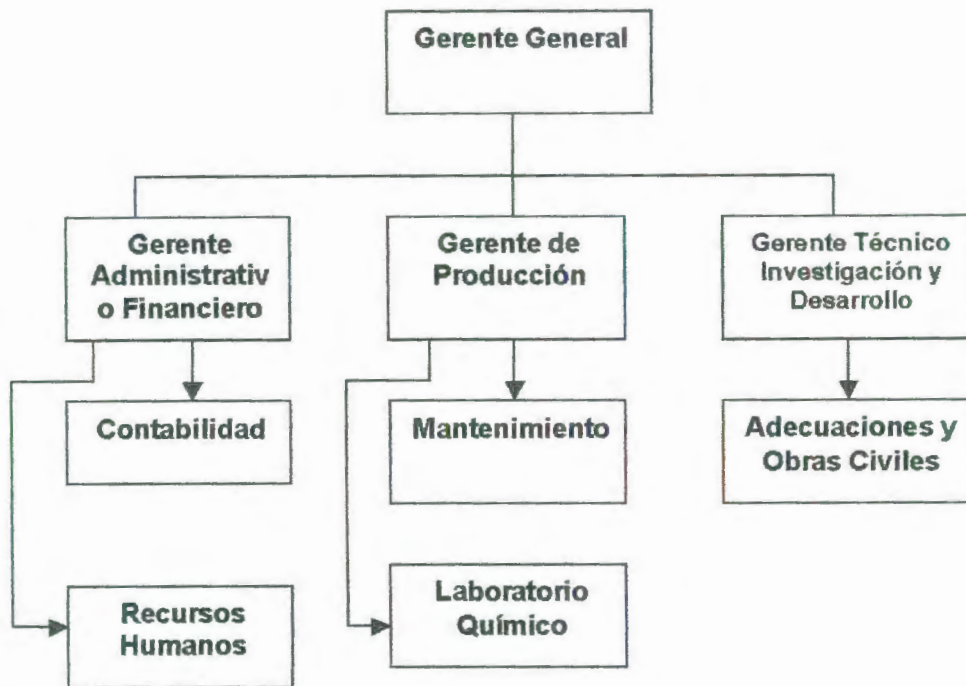 Gerente General
Gerente
Administrativ
o Financiero
Gerente de
Producción
Gerente Técnico
Investigación y
Desarrollo
Contabilidad
Mantenimiento
Adecuaciones y
Obras Civiles
Recursos
Humanos
Laboratorio
Químico